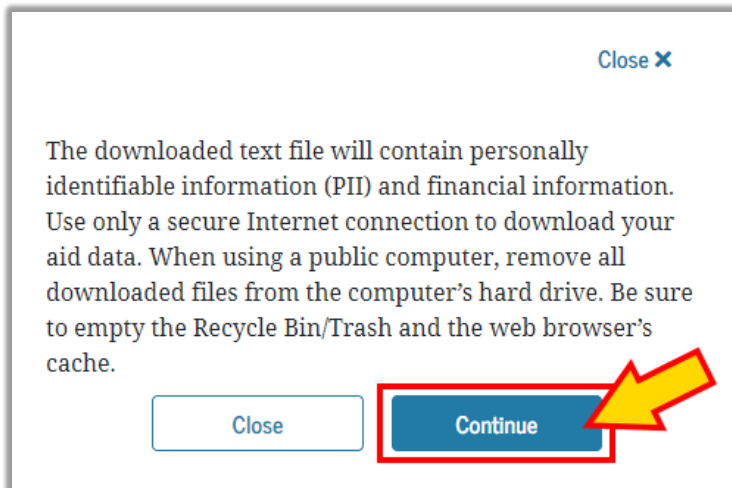 Close ✕
The downloaded text file will contain personally
identifiable information (PII) and financial information.
Use only a secure Internet connection to download your
aid data. When using a public computer, remove all
downloaded files from the computer’s hard drive. Be sure
to empty the Recycle Bin/Trash and the web browser’s
cache.
Close
Continue